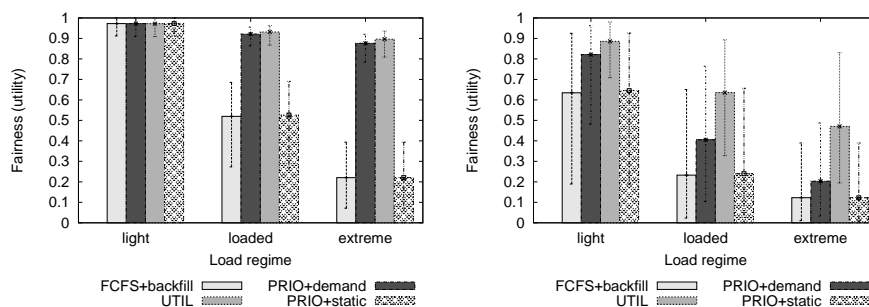 Fairness (utility)
1
0.9
0.8
0.7
0.6
0.5
0.4
0.3
0.2
0.1
0
light loaded extreme
Load regime
FCFS+backfill PRIO+demand
UTIL PRIO+static
Fairness (utility)
1
0.9
0.8
0.7
0.6
0.5
0.4
0.3
0.2
0.1
0
light loaded extreme
Load regime
FCFS+backfill PRIO+demand
UTIL PRIO+static